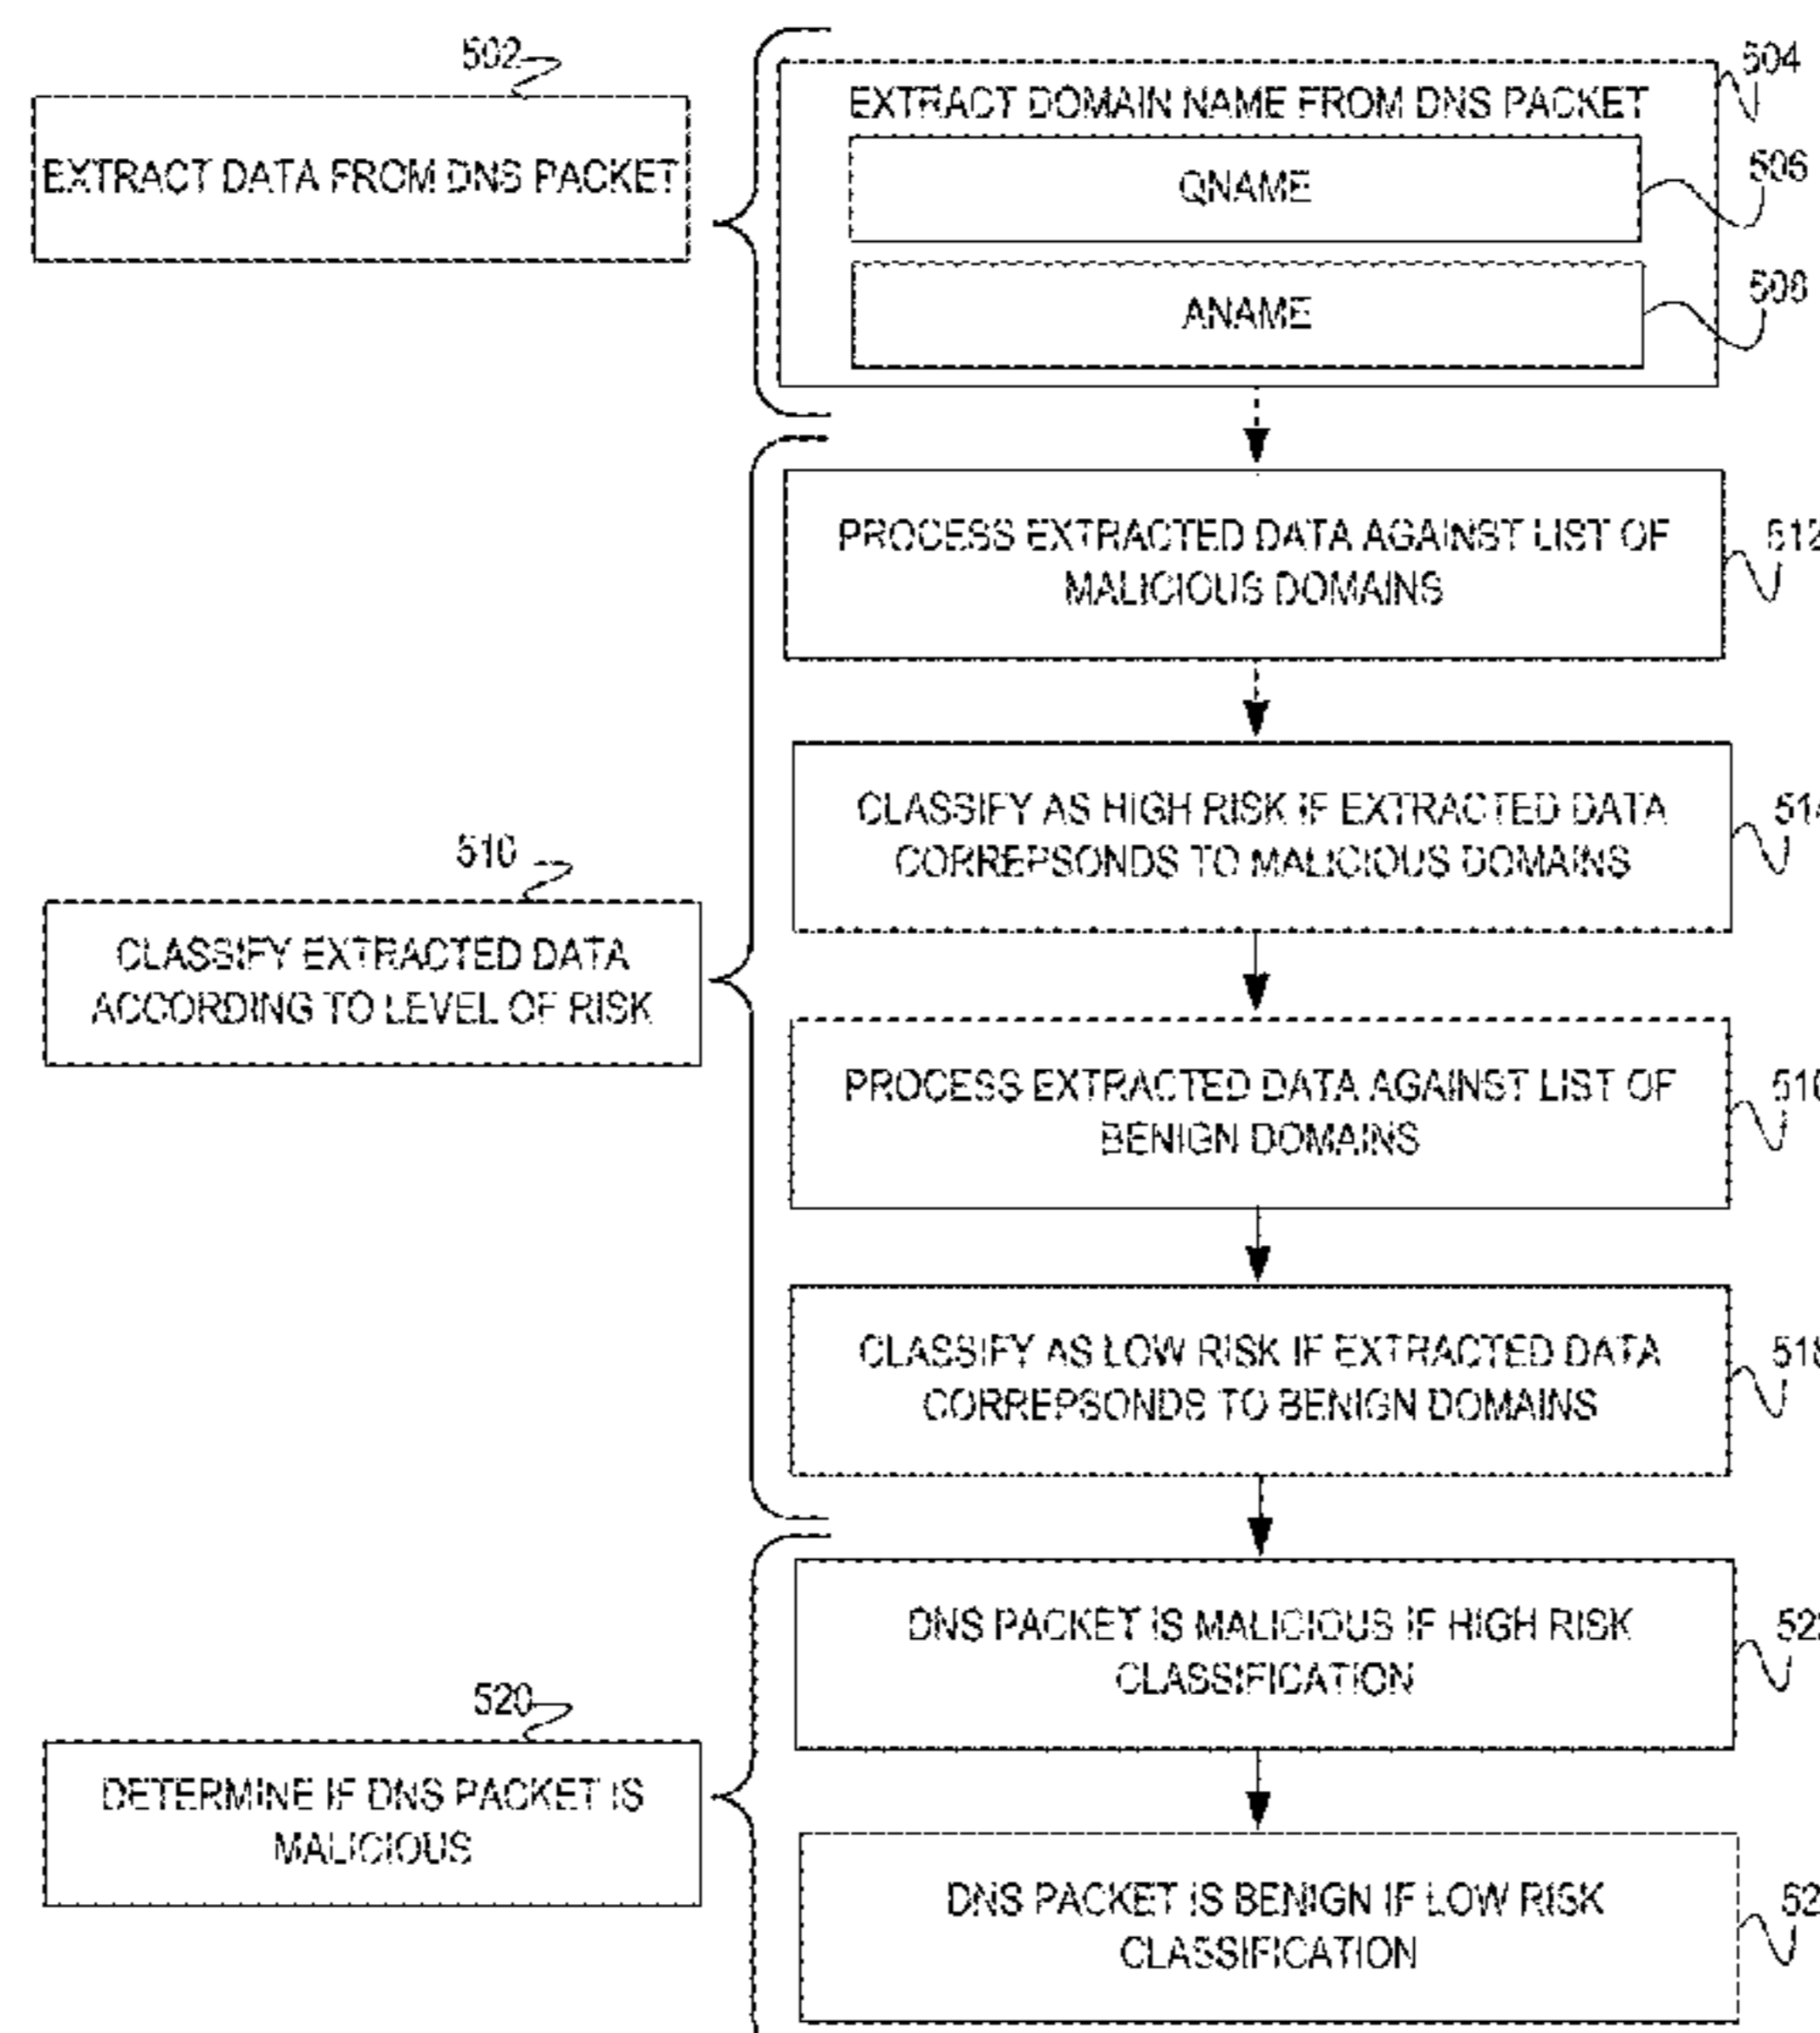 502
EXTRACT DATA FROM DNS PACKET
504
EXTRACT DOMAIN NAME FROM DNS PACKET
QNAME
506
ANAME
508
510
CLASSIFY EXTRACTED DATA
ACCORDING TO LEVEL OF RISK
PROCESS EXTRACTED DATA AGAINST LIST OF
MALICIOUS DOMAINS
512
CLASSIFY AS HIGH RISK IF EXTRACTED DATA
CORREPSONDS TO MALICIOUS DOMAINS
514
PROCESS EXTRACTED DATA AGAINST LIST OF
BENIGN DOMAINS
CLASSIFY AS LOW RISK IF EXTRACTED DATA
CORREPSONDS TO BENIGN DOMAINS
518
520
DETERMINE IF DNS PACKET IS
MALICIOUS
DNS PACKET IS MALICIOUS IF HIGH RISK
CLASSIFICATION
DNS PACKET IS BENIGN IF LOW RISK
CLASSIFICATION